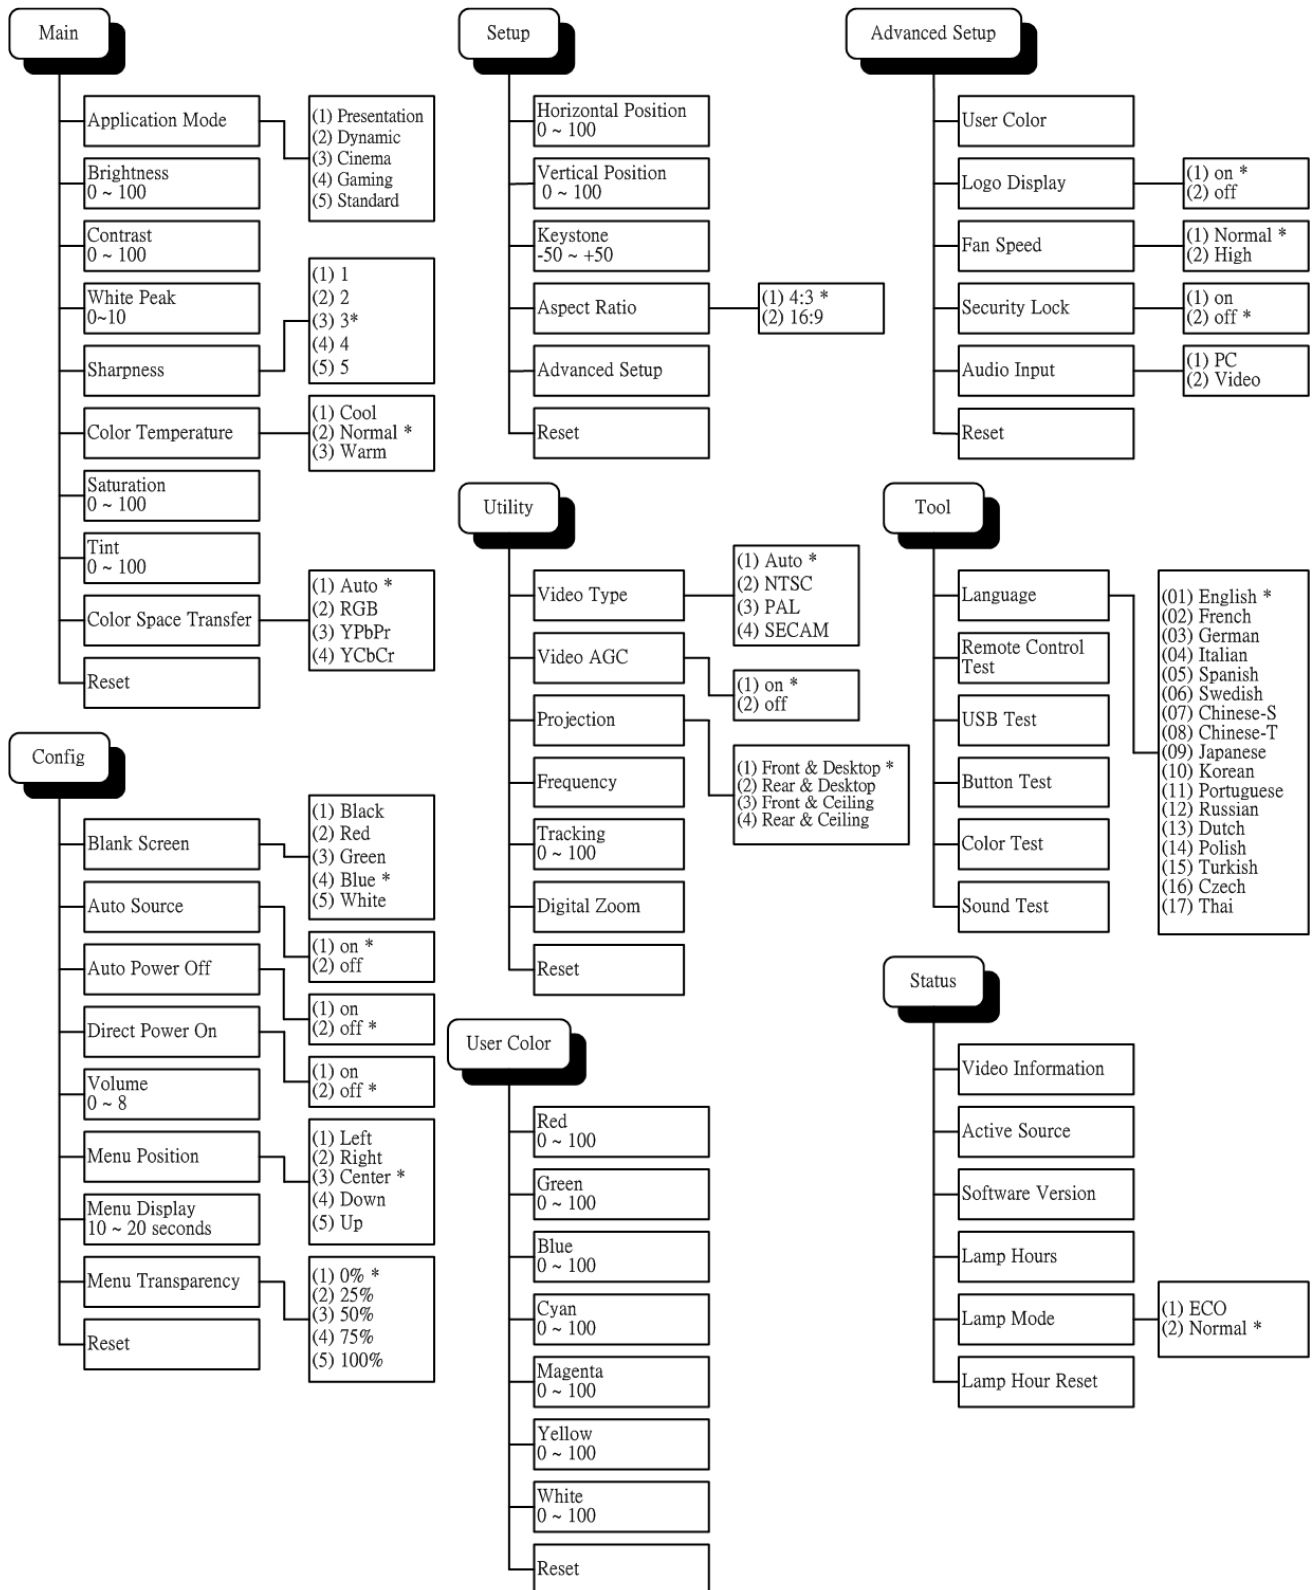 Main
Application Mode
(1) Presentation
(2) Dynamic
(3) Cinema
(4) Gaming
(5) Standard
Brightness
0 ~ 100
Contrast
0 ~ 100
White Peak
0~10
Sharpness
(1) 1
(2) 2
(3) 3*
(4) 4
(5) 5
Color Temperature
(1) Cool
(2) Normal *
(3) Warm
Saturation
0 ~ 100
Tint
0 ~ 100
Color Space Transfer
(1) Auto *
(2) RGB
(3) YPbPr
(4) YCbCr
Reset
Config
Blank Screen
(1) Black
(2) Red
(3) Green
(4) Blue *
(5) White
Auto Source
(1) on *
(2) off
Auto Power Off
(1) on
(2) off *
Direct Power On
(1) on
(2) off *
Volume
0 ~ 8
Menu Position
(1) Left
(2) Right
(3) Center *
(4) Down
(5) Up
Menu Display
10 ~ 20 seconds
Menu Transparency
(1) 0% *
(2) 25%
(3) 50%
(4) 75%
(5) 100%
Reset
Setup
Horizontal Position
0 ~ 100
Vertical Position
0 ~ 100
Keystone
-50 ~ +50
Aspect Ratio
(1) 4:3 *
(2) 16:9
Advanced Setup
Reset
Utility
Video Type
(1) Auto *
(2) NTSC
(3) PAL
(4) SECAM
Video AGC
(1) on *
(2) off
Projection
(1) Front & Desktop *
(2) Rear & Desktop
(3) Front & Ceiling
(4) Rear & Ceiling
Frequency
Tracking
0 ~ 100
Digital Zoom
Reset
User Color
Red
0 ~ 100
Green
0 ~ 100
Blue
0 ~ 100
Cyan
0 ~ 100
Magenta
0 ~ 100
Yellow
0 ~ 100
White
0 ~ 100
Reset
Advanced Setup
User Color
Logo Display
(1) on *
(2) off
Fan Speed
(1) Normal *
(2) High
Security Lock
(1) on
(2) off *
Audio Input
(1) PC
(2) Video
Reset
Tool
Language
(01) English *
(02) French
(03) German
(04) Italian
(05) Spanish
(06) Swedish
(07) Chinese-S
(08) Chinese-T
(09) Japanese
(10) Korean
(11) Portuguese
(12) Russian
(13) Dutch
(14) Polish
(15) Turkish
(16) Czech
(17) Thai
Remote Control
Test
USB Test
Button Test
Color Test
Sound Test
Status
Video Information
Active Source
Software Version
Lamp Hours
Lamp Mode
(1) ECO
(2) Normal *
Lamp Hour Reset